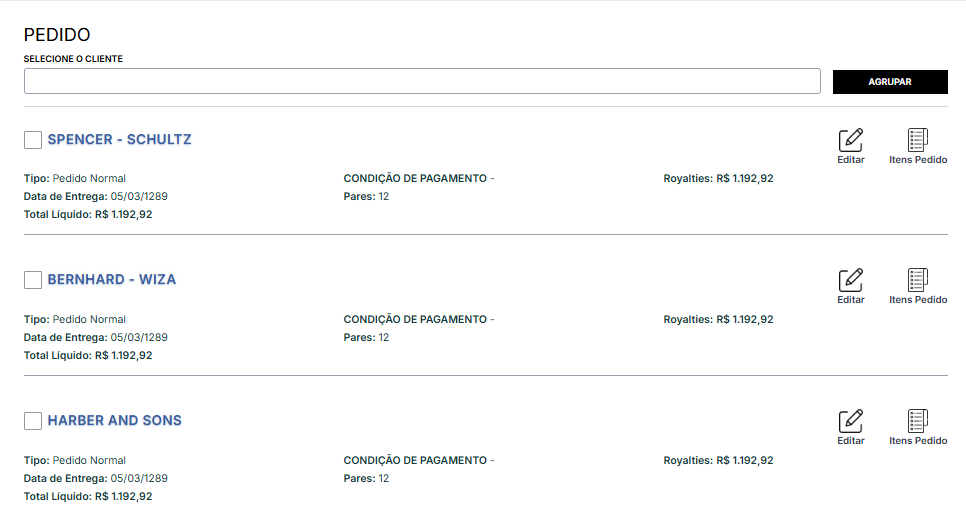 PEDIDO
SELECIONE O CLIENTE
AGRUPAR
SPENCER - SCHULTZ
Editar Itens Pedido
Tipo: Pedido Normal CONDIÇÃO DE PAGAMENTO - Royalties: R$ 1.192,92
Data de Entrega: 05/03/1289 Pares: 12
Total Líquido: R$ 1.192,92
BERNHARD - WIZA
Editar Itens Pedido
Tipo: Pedido Normal CONDIÇÃO DE PAGAMENTO - Royalties: R$ 1.192,92
Data de Entrega: 05/03/1289 Pares: 12
Total Líquido: R$ 1.192,92
HARBER AND SONS
Editar Itens Pedido
Tipo: Pedido Normal CONDIÇÃO DE PAGAMENTO - Royalties: R$ 1.192,92
Data de Entrega: 05/03/1289 Pares: 12
Total Líquido: R$ 1.192,92